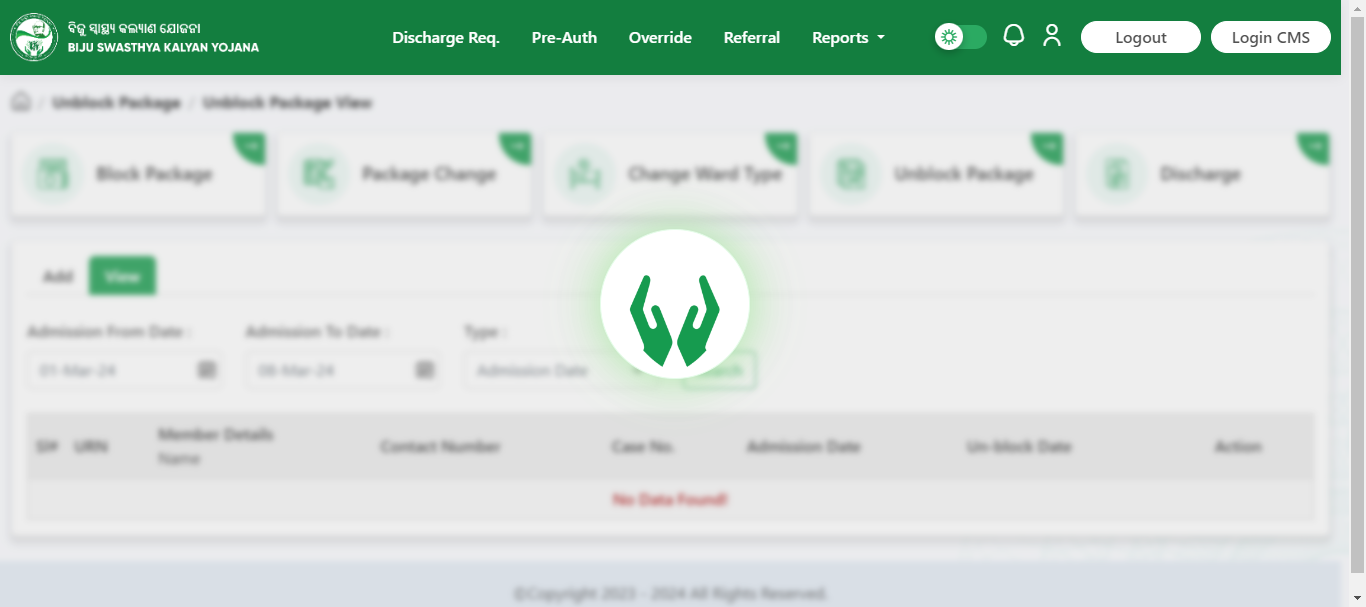 ବିଜୁ ସ୍ୱାସ୍ଥ୍ୟ କଲ୍ୟାଣ ଯୋଜନା
BIJU SWASTHYA KALYAN YOJANA
Discharge Req. Pre-Auth Override Referral Reports Logout Login CMS
/ Unblock Package / Unblock Package View
Block Package Package Change Change Ward Type Unblock Package Discharge
Add View
Admission From Date : Admission To Date : Type :
01-Mar-24 08-Mar-24 Admission Date
Member Details
Sl# URN Contact Number Case No. Admission Date Un-block Date Action
Name
No Data Found!
©Copyright 2023 - 2024 All Rights Reserved.